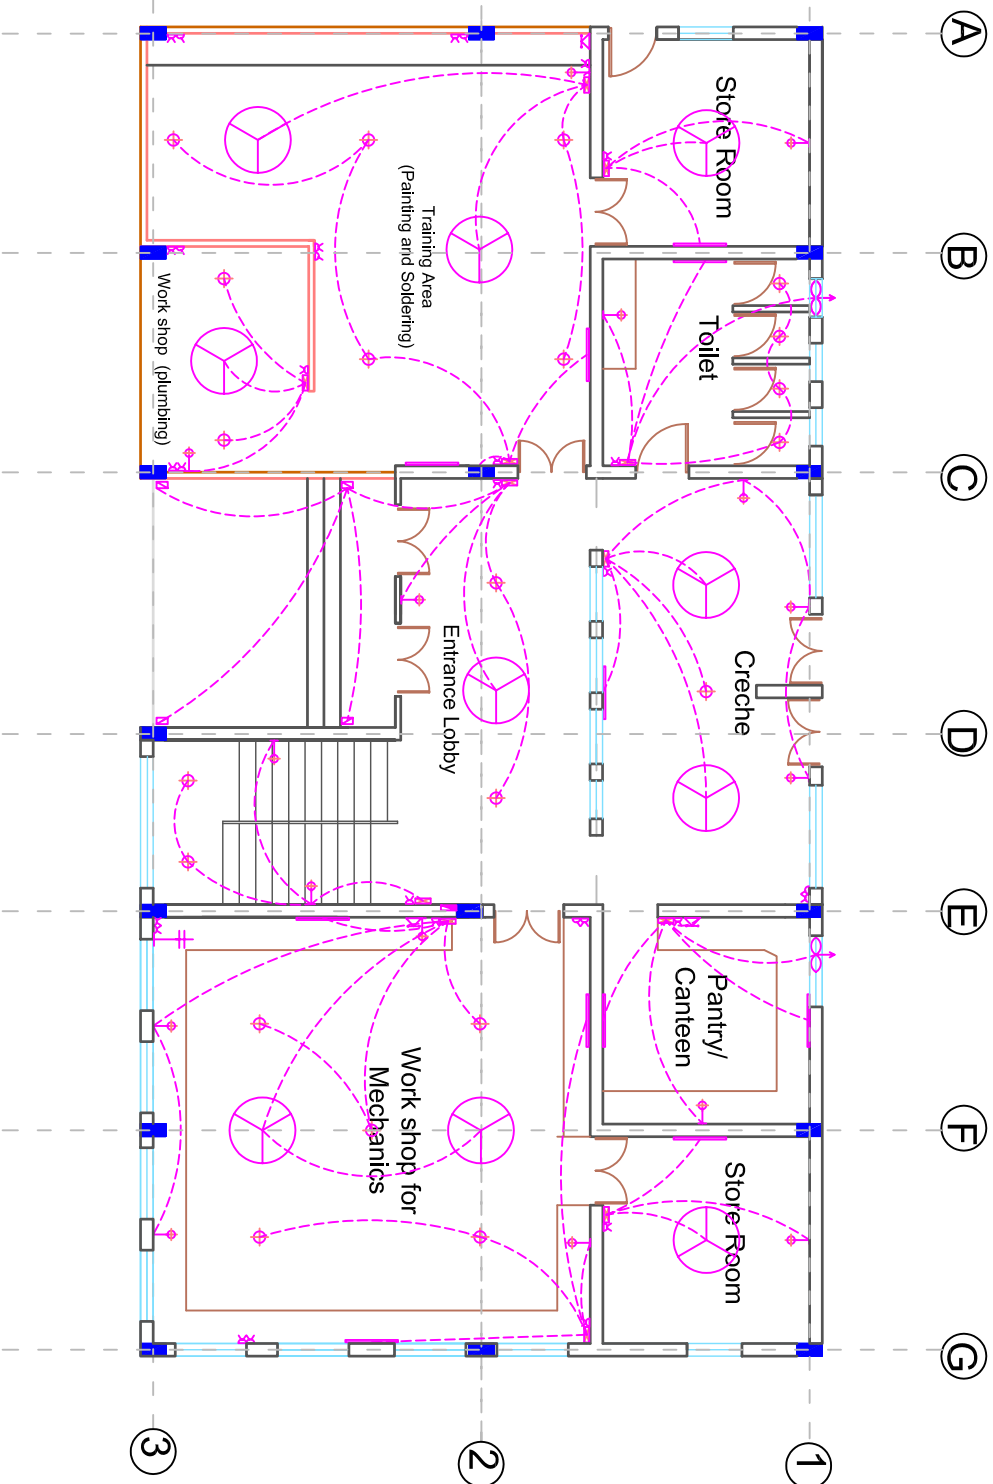 A
B
C
D
E
F
G
Store Room
Toilet
Creche
Pantry/
Canteen
Store Room
Training Area
(Painting and Soldering)
Entrance Lobby
Work shop for
Mechanics
Work shop (plumbing)
1
2
3